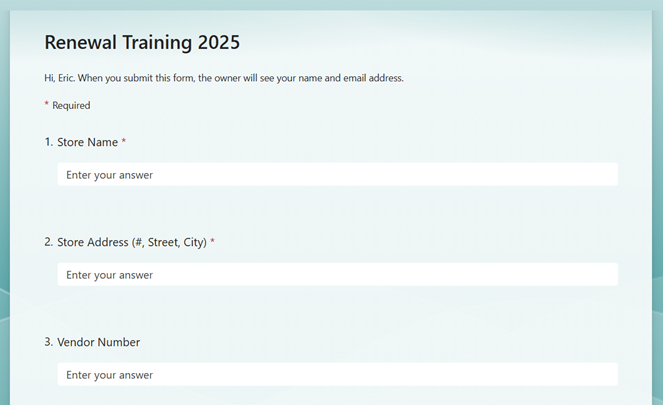 Renewal Training 2025
Hi, Eric. When you submit this form, the owner will see your name and email address.
* Required
1. Store Name *
Enter your answer
2. Store Address (#, Street, City) *
Enter your answer
3. Vendor Number
Enter your answer